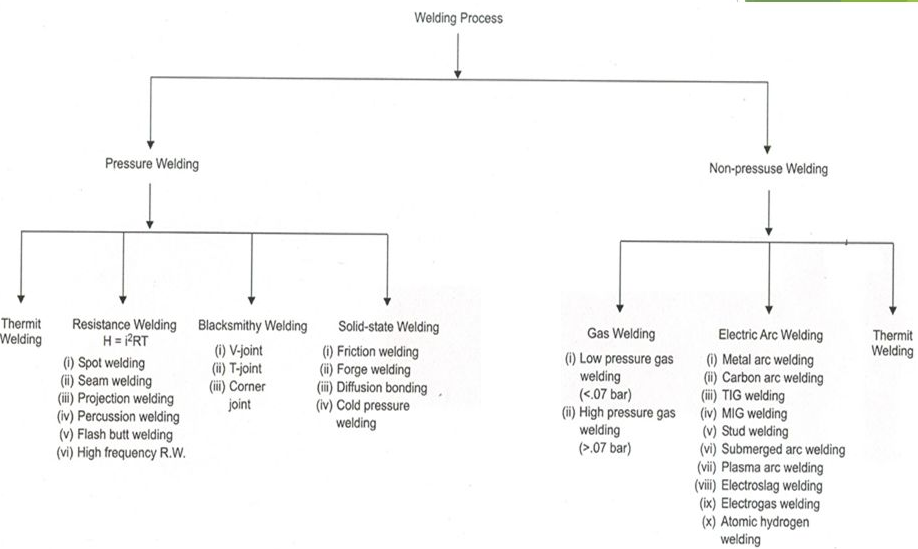 Welding Process
Pressure Welding
Non-pressuse Welding
Thermit
Welding
Resistance Welding
H = i²RT
(i) Spot welding
(ii) Seam welding
(iii) Projection welding
(iv) Percussion welding
(v) Flash butt welding
(vi) High frequency R.W.
Blacksmithy Welding
(i) V-joint
(ii) T-joint
(iii) Corner
joint
Solid-state Welding
(i) Friction welding
(ii) Forge welding
(iii) Diffusion bonding
(iv) Cold pressure
welding
Gas Welding
(i) Low pressure gas
welding
(<.07 bar)
(ii) High pressure gas
welding
(>.07 bar)
Electric Arc Welding
(i) Metal arc welding
(ii) Carbon arc welding
(iii) TIG welding
(iv) MIG welding
(v) Stud welding
(vi) Submerged arc welding
(vii) Plasma arc welding
(viii) Electroslag welding
(ix) Electrogas welding
(x) Atomic hydrogen
welding
Thermit
Welding